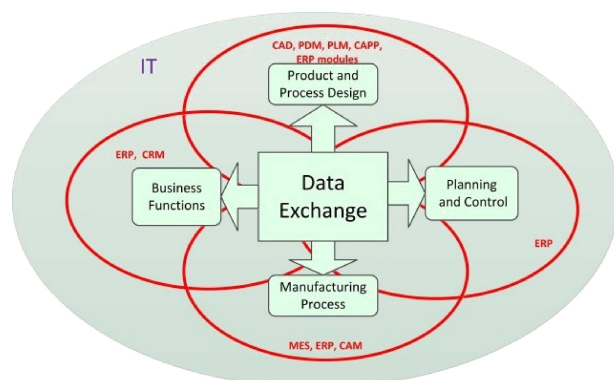 CAD, PDM, PLM, CAPP,
ERP modules
IT
Product and
Process Design
ERP, CRM
Business
Functions
Data
Exchange
Planning
and Control
ERP
Manufacturing
Process
MES, ERP, CAM